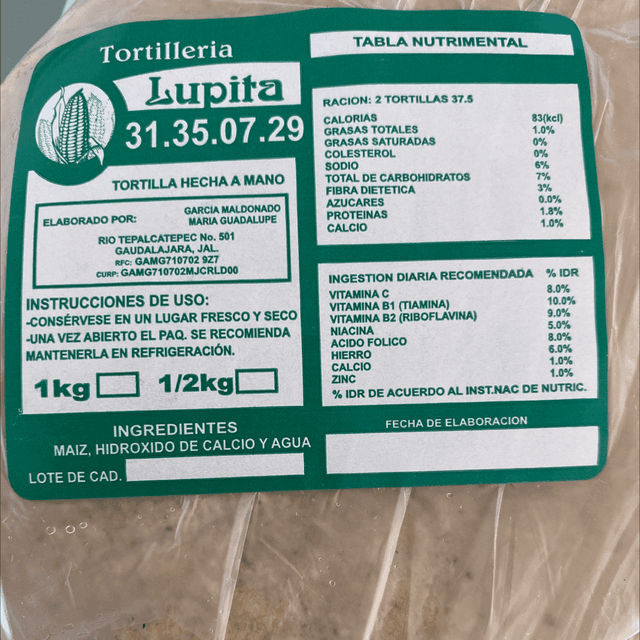 Tortilleria
Lupita
31.35.07.29
TORTILLA HECHA A MANO
ELABORADO POR:
GARCIA MALDONADO
MARIA GUADALUPE
RIO TEPALCATEPEC No. 501
GAUDALAJARA, JAL.
RFC: GAMG710702 9Z7
CURP: GAMG710702MJCRLD00
INSTRUCCIONES DE USO:
-CONSÉRVESE EN UN LUGAR FRESCO Y SECO
-UNA VEZ ABIERTO EL PAQ. SE RECOMIENDA
MANTENERLA EN REFRIGERACIÓN.
1kg 1/2kg
INGREDIENTES
MAIZ, HIDROXIDO DE CALCIO Y AGUA
LOTE DE CAD.
TABLA NUTRIMENTAL
RACION: 2 TORTILLAS 37.5
CALORIAS 83(kcl)
GRASAS TOTALES 1.0%
GRASAS SATURADAS 0%
COLESTEROL 0%
SODIO 6%
TOTAL DE CARBOHIDRATOS 7%
FIBRA DIETETICA 3%
AZUCARES 0.0%
PROTEINAS 1.8%
CALCIO 1.0%
INGESTION DIARIA RECOMENDADA % IDR
VITAMINA C 8.0%
VITAMINA B1 (TIAMINA) 10.0%
VITAMINA B2 (RIBOFLAVINA) 9.0%
NIACINA 5.0%
ACIDO FOLICO 8.0%
HIERRO 6.0%
CALCIO 1.0%
ZINC 1.0%
% IDR DE ACUERDO AL INST.NAC DE NUTRIC.
FECHA DE ELABORACION